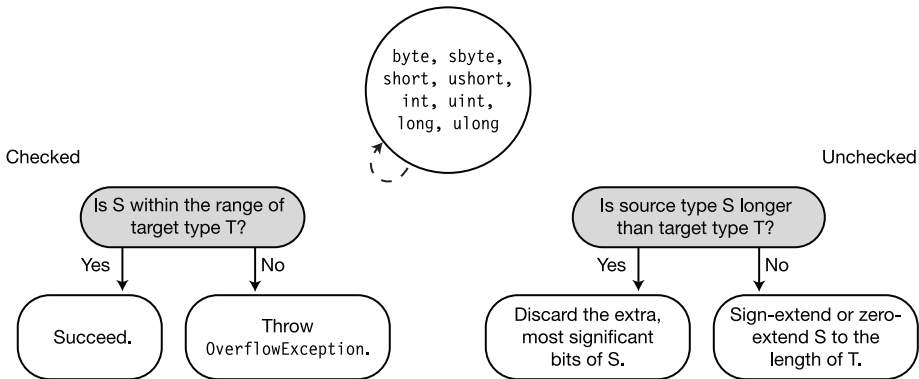 byte, sbyte,
short, ushort,
int, uint,
long, ulong
Checked
Unchecked
Is S within the range of
target type T?
Yes
No
Succeed.
Throw
OverflowException.
Is source type S longer
than target type T?
Yes
No
Discard the extra,
most significant
bits of S.
Sign-extend or zero-
extend S to the
length of T.